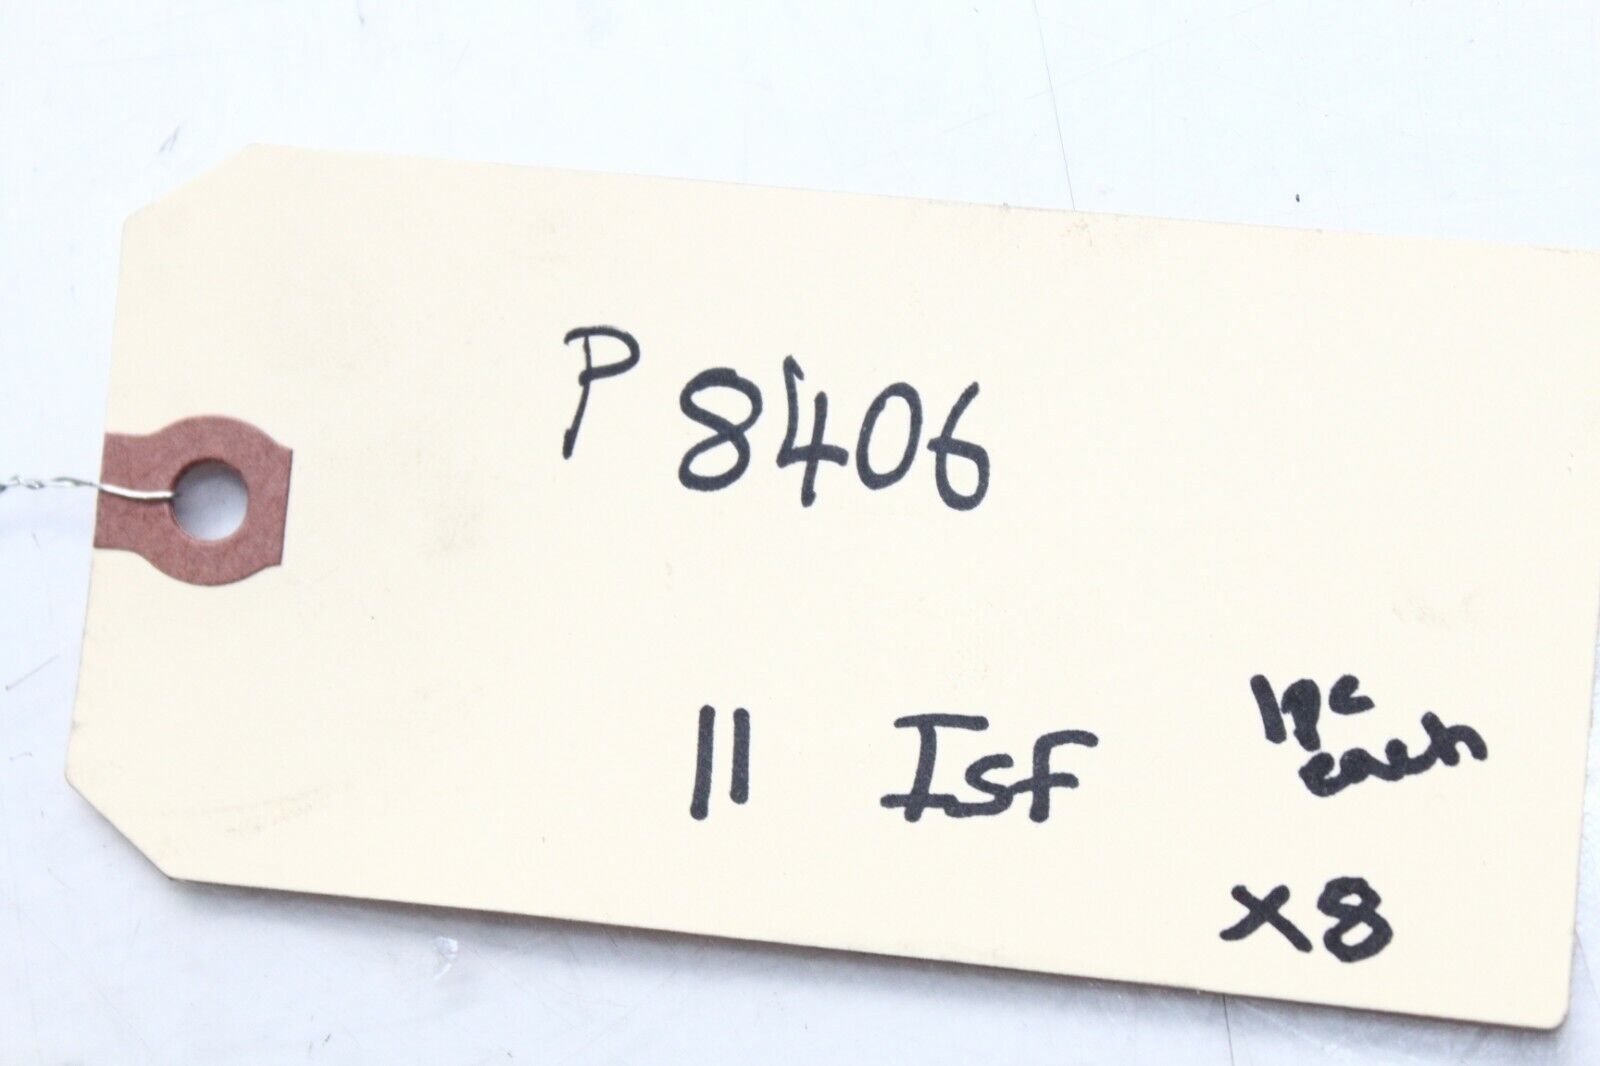 P 8406
11 ISF
1pc
each
x8